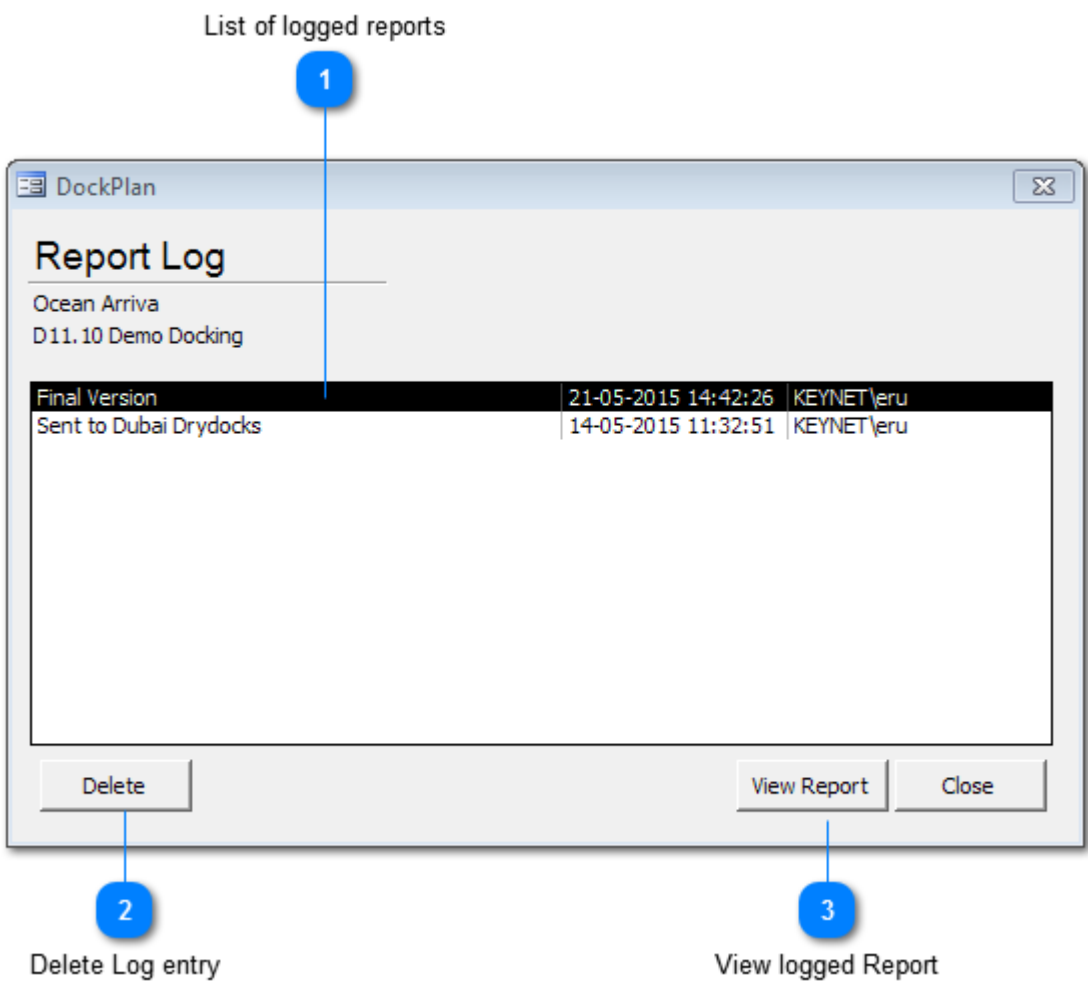 List of logged reports
1
DockPlan
Report Log
Ocean Arriva
D11.10 Demo Docking
Final Version 21-05-2015 14:42:26 KEYNET\eru
Sent to Dubai Drydocks 14-05-2015 11:32:51 KEYNET\eru
Delete View Report Close
2 3
Delete Log entry View logged Report